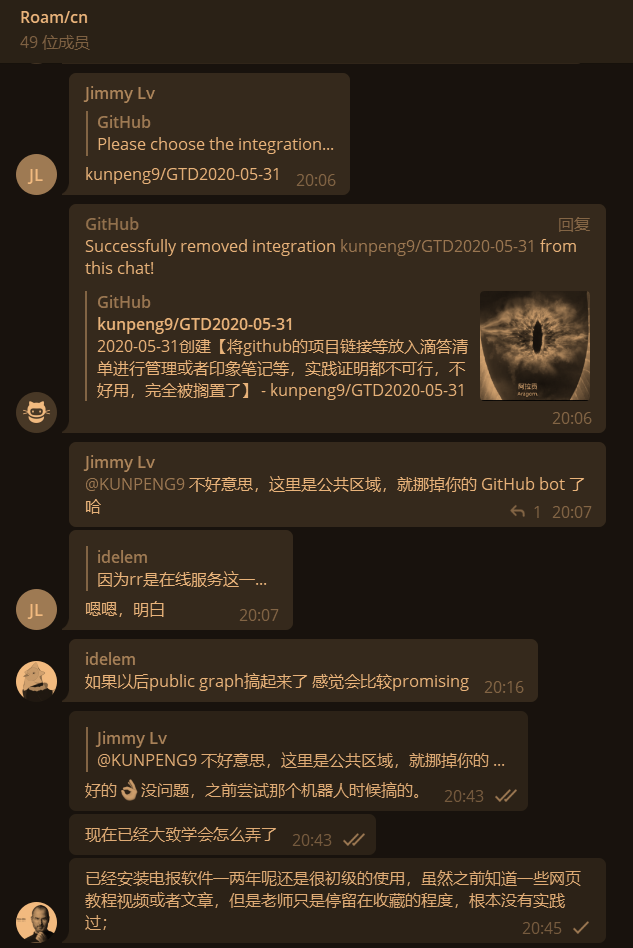 Roam/cn
49 位成员
Jimmy Lv
GitHub
Please choose the integration...
kunpeng9/GTD2020-05-31 20:06
JL
GitHub 回复
Successfully removed integration kunpeng9/GTD2020-05-31 from
this chat!
GitHub
kunpeng9/GTD2020-05-31
2020-05-31创建【将github的项目链接等放入滴答清
单进行管理或者印象笔记等，实践证明都不可行，不
好用，完全被搁置了】 - kunpeng9/GTD2020-05-31
阿拉贡
Aragorn
20:06
Jimmy Lv
@KUNPENG9 不好意思，这里是公共区域，就挪掉你的 GitHub bot 了
哈
1 20:07
idelem
因为rr是在线服务这一...
嗯嗯，明白 20:07
JL
idelem
如果以后public graph搞起来了 感觉会比较promising 20:16
Jimmy Lv
@KUNPENG9 不好意思，这里是公共区域，就挪掉你的 ...
好的👌没问题，之前尝试那个机器人时候搞的。 20:43
现在已经大致学会怎么弄了 20:43
已经安装电报软件一两年呢还是很初级的使用，虽然之前知道一些网页
教程视频或者文章，但是老师只是停留在收藏的程度，根本没有实践
过； 20:45